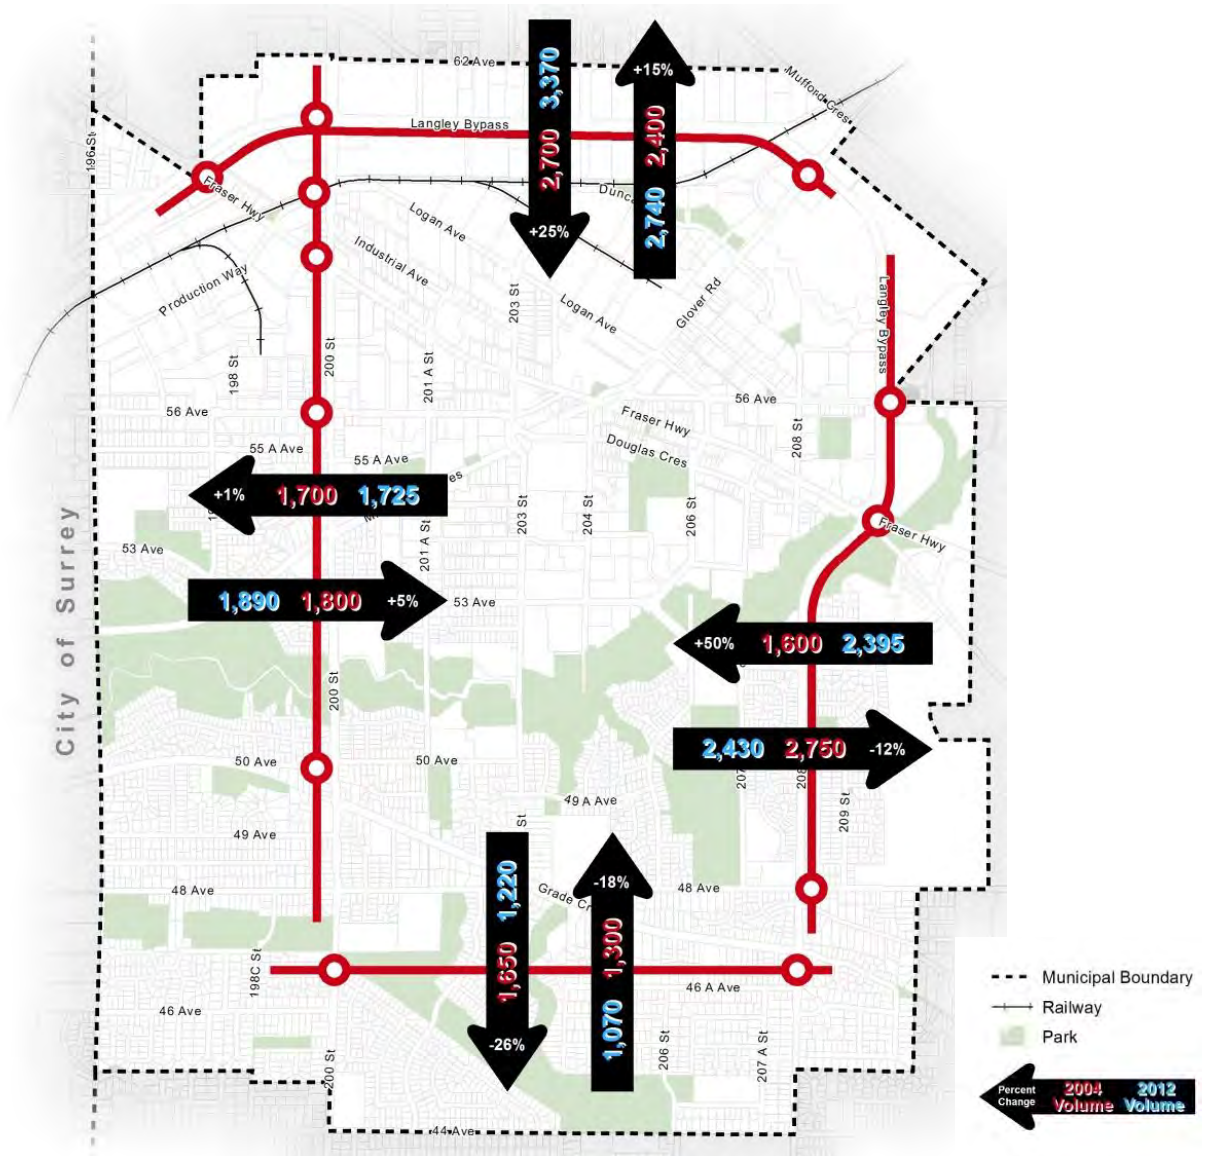 62 Ave
Mufford Cres
196 St
Langley Bypass
3,370
2,700
+25%
+15%
2,400
2,740
Fraser Hwy
Logan Ave
Industrial Ave
Production Way
203 St
Logan Ave
Glover Rd
Langley Bypass
198 St
200 St
201 A St
56 Ave
56 Ave
Fraser Hwy
Douglas Cres
208 St
55 A Ave
55 A Ave
+1%
1,700
1,725
203 St
204 St
206 St
Fraser Hwy
53 Ave
201 A St
City of Surrey
1,890
1,800
+5%
53 Ave
+50%
1,600
2,395
200 St
2,430
2,750
-12%
50 Ave
50 Ave
49 A Ave
209 St
49 Ave
St
1,220
1,650
-26%
-18%
1,300
1,070
48 Ave
48 Ave
198C St
46 A Ave
46 Ave
200 St
206 St
207 A St
44 Ave
Municipal Boundary
Railway
Park
Percent
Change
2004
Volume
2012
Volume